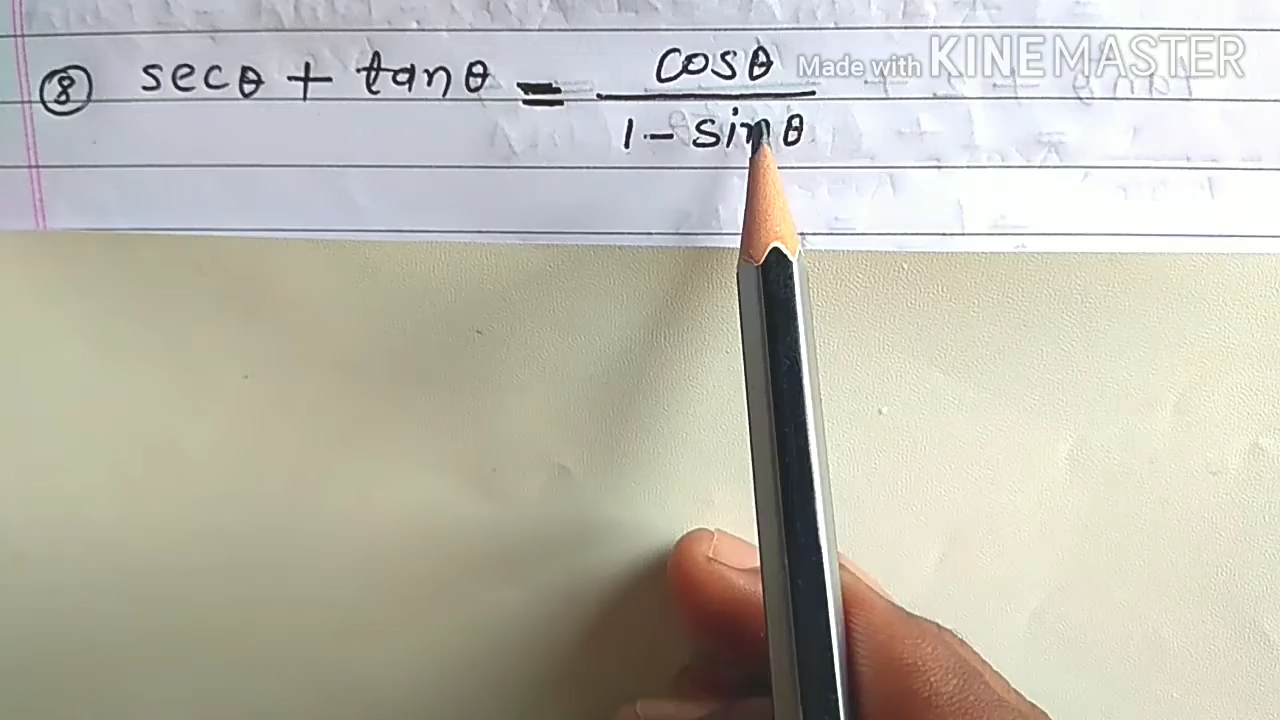 ⑧ secθ + tanθ = cosθ / 1 - sinθ
Made with KINEMASTER